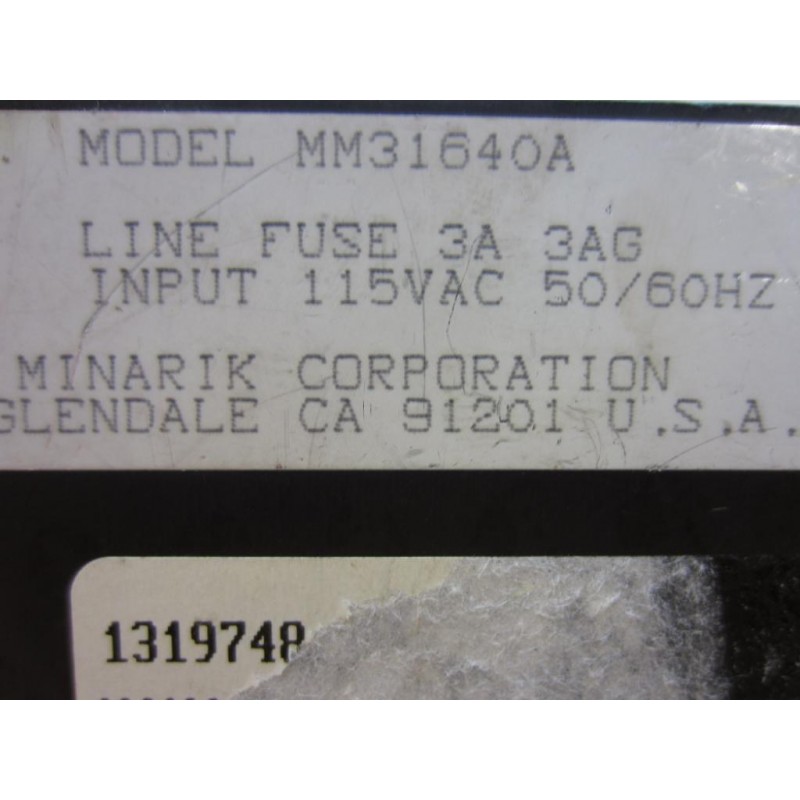 MODEL MM31640A
LINE FUSE 3A 3AG
INPUT 115VAC 50/60HZ
MINARIK CORPORATION
GLENDALE CA 91201 U.S.A.
1319748